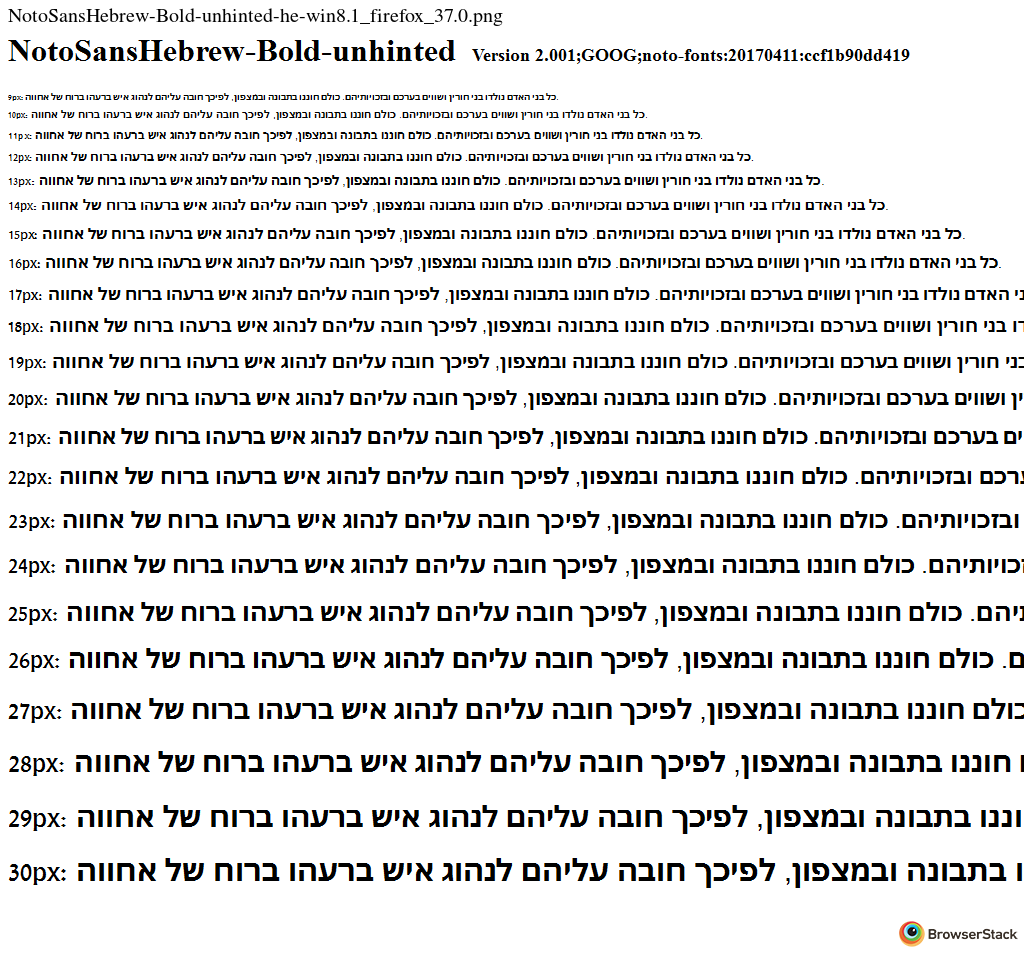 NotoSansHebrew-Bold-unhinted-he-win8.1_firefox_37.0.png
NotoSansHebrew-Bold-unhinted Version 2.001;GOOG;noto-fonts:20170411:ccf1b90dd419
9px: כל בני האדם נולדו בני חורין ושווים בערכם ובזכויותיהם. כולם חוננו בתבונה ובמצפון, לפיכך חובה עליהם לנהוג איש ברעהו ברוח של אחווה.
10px: כל בני האדם נולדו בני חורין ושווים בערכם ובזכויותיהם. כולם חוננו בתבונה ובמצפון, לפיכך חובה עליהם לנהוג איש ברעהו ברוח של אחווה.
11px: כל בני האדם נולדו בני חורין ושווים בערכם ובזכויותיהם. כולם חוננו בתבונה ובמצפון, לפיכך חובה עליהם לנהוג איש ברעהו ברוח של אחווה.
12px: כל בני האדם נולדו בני חורין ושווים בערכם ובזכויותיהם. כולם חוננו בתבונה ובמצפון, לפיכך חובה עליהם לנהוג איש ברעהו ברוח של אחווה.
13px: כל בני האדם נולדו בני חורין ושווים בערכם ובזכויותיהם. כולם חוננו בתבונה ובמצפון, לפיכך חובה עליהם לנהוג איש ברעהו ברוח של אחווה.
14px: כל בני האדם נולדו בני חורין ושווים בערכם ובזכויותיהם. כולם חוננו בתבונה ובמצפון, לפיכך חובה עליהם לנהוג איש ברעהו ברוח של אחווה.
15px: כל בני האדם נולדו בני חורין ושווים בערכם ובזכויותיהם. כולם חוננו בתבונה ובמצפון, לפיכך חובה עליהם לנהוג איש ברעהו ברוח של אחווה.
16px: כל בני האדם נולדו בני חורין ושווים בערכם ובזכויותיהם. כולם חוננו בתבונה ובמצפון, לפיכך חובה עליהם לנהוג איש ברעהו ברוח של אחווה.
17px: האדם נולדו בני חורין ושווים בערכם ובזכויותיהם. כולם חוננו בתבונה ובמצפון, לפיכך חובה עליהם לנהוג איש ברעהו ברוח של אחווה
18px: בני חורין ושווים בערכם ובזכויותיהם. כולם חוננו בתבונה ובמצפון, לפיכך חובה עליהם לנהוג איש ברעהו ברוח של אחווה
19px: חורין ושווים בערכם ובזכויותיהם. כולם חוננו בתבונה ובמצפון, לפיכך חובה עליהם לנהוג איש ברעהו ברוח של אחווה
20px: ושווים בערכם ובזכויותיהם. כולם חוננו בתבונה ובמצפון, לפיכך חובה עליהם לנהוג איש ברעהו ברוח של אחווה
21px: בערכם ובזכויותיהם. כולם חוננו בתבונה ובמצפון, לפיכך חובה עליהם לנהוג איש ברעהו ברוח של אחווה
22px: ובזכויותיהם. כולם חוננו בתבונה ובמצפון, לפיכך חובה עליהם לנהוג איש ברעהו ברוח של אחווה
23px: ובזכויותיהם. כולם חוננו בתבונה ובמצפון, לפיכך חובה עליהם לנהוג איש ברעהו ברוח של אחווה
24px: כולם חוננו בתבונה ובמצפון, לפיכך חובה עליהם לנהוג איש ברעהו ברוח של אחווה
25px: כולם חוננו בתבונה ובמצפון, לפיכך חובה עליהם לנהוג איש ברעהו ברוח של אחווה
26px: כולם חוננו בתבונה ובמצפון, לפיכך חובה עליהם לנהוג איש ברעהו ברוח של אחווה
27px: כולם חוננו בתבונה ובמצפון, לפיכך חובה עליהם לנהוג איש ברעהו ברוח של אחווה
28px: חוננו בתבונה ובמצפון, לפיכך חובה עליהם לנהוג איש ברעהו ברוח של אחווה
29px: בתבונה ובמצפון, לפיכך חובה עליהם לנהוג איש ברעהו ברוח של אחווה
30px: בתבונה ובמצפון, לפיכך חובה עליהם לנהוג איש ברעהו ברוח של אחווה
BrowserStack